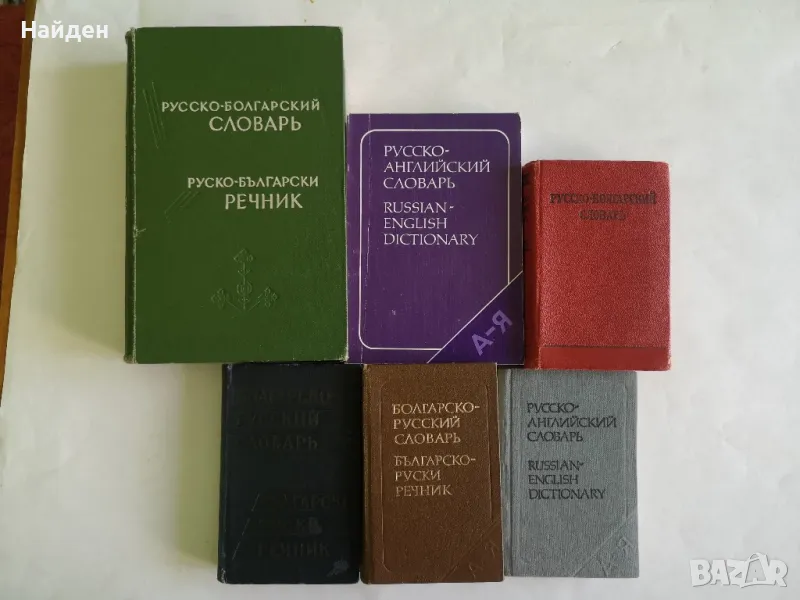 Найден
РУССКО-БОЛГАРСКИЙ
СЛОВАРЬ
РУСКО-БЪЛГАРСКИ
РЕЧНИК
РУССКО-
АНГЛИЙСКИЙ
СЛОВАРЬ
RUSSIAN-
ENGLISH
DICTIONARY
Я-А
РУССКО-БОЛГАРСКИЙ
СЛОВАРЬ
РУССКИЙ
СЛОВАРЬ
РЕЧНИК
БОЛГАРСКО-
РУССКИЙ
СЛОВАРЬ
БЪЛГАРСКО-
РУСКИ
РЕЧНИК
РУССКО-
АНГЛИЙСКИЙ
СЛОВАРЬ
RUSSIAN-
ENGLISH
DICTIONARY
BAZAR